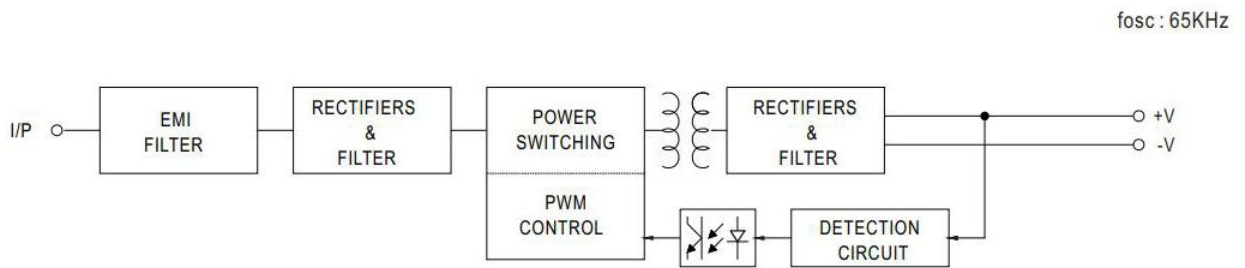 fosc : 65KHz
I/P
EMI
FILTER
RECTIFIERS
&
FILTER
POWER
SWITCHING
PWM
CONTROL
RECTIFIERS
&
FILTER
+V
-V
DETECTION
CIRCUIT